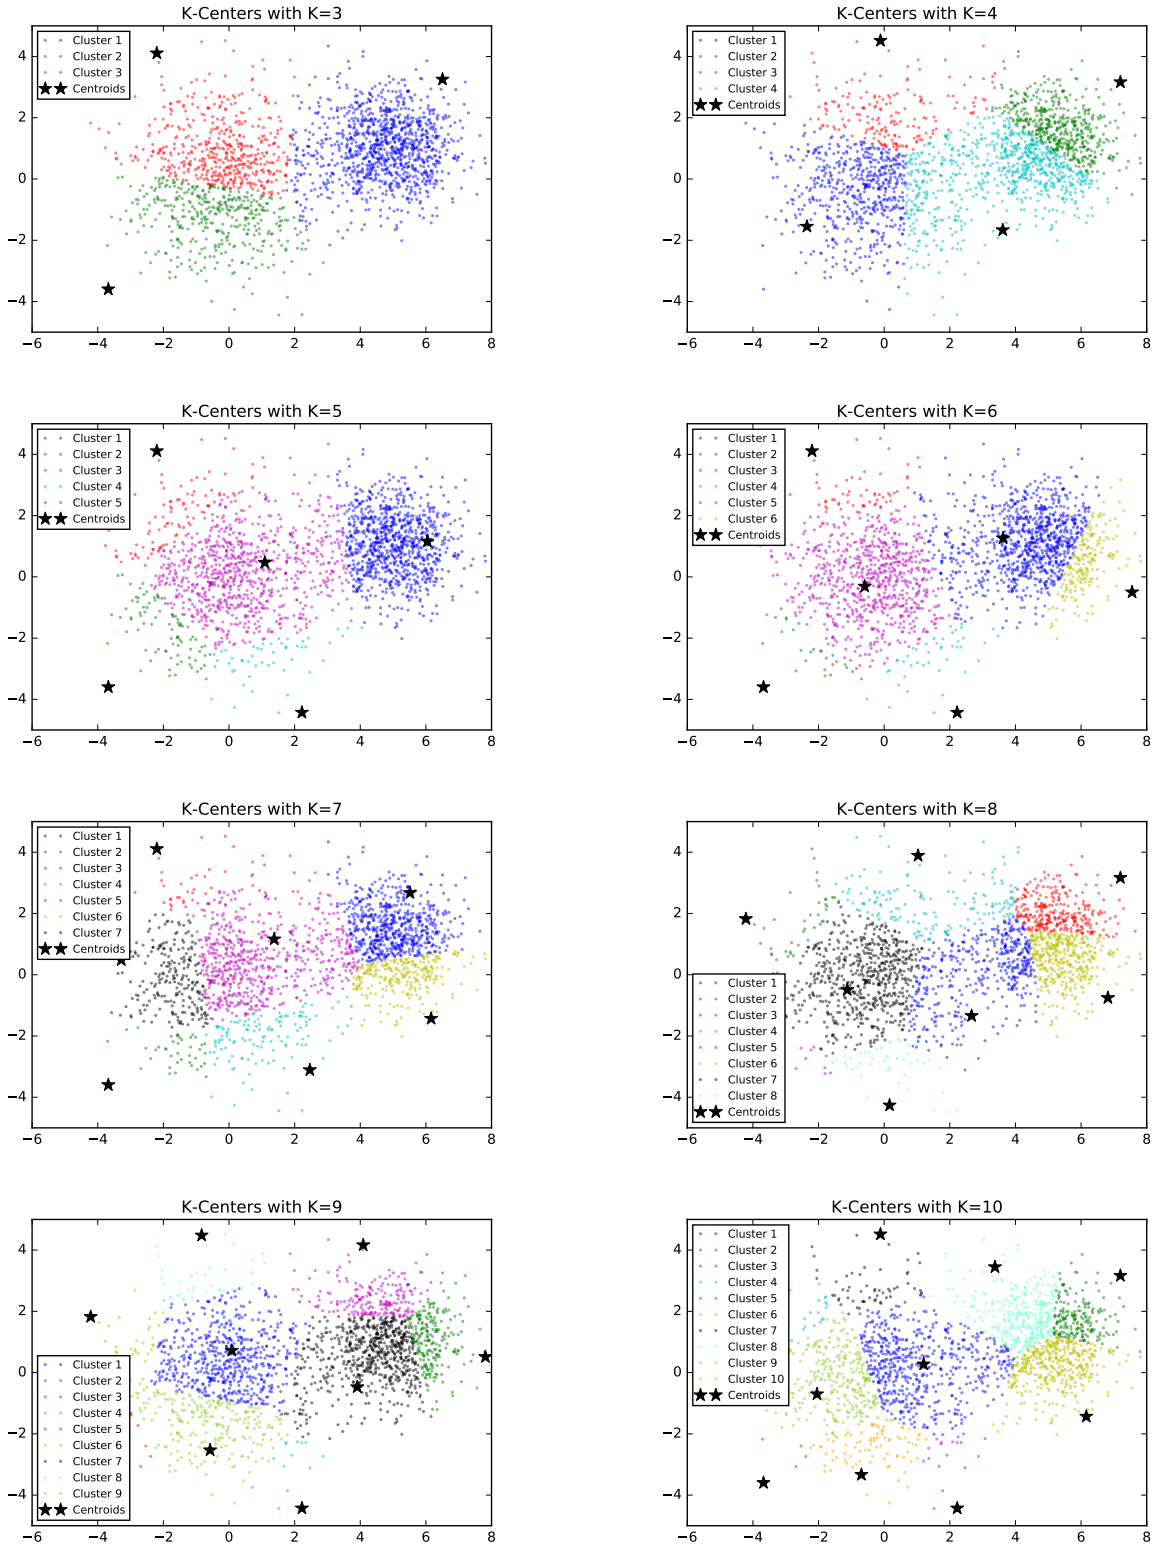 K-Centers with K=3
4
2
0
−2
−4
−6
−4
−2
0
2
4
6
8
Cluster 1
Cluster 2
Cluster 3
Centroids
K-Centers with K=4
4
2
0
−2
−4
−6
−4
−2
0
2
4
6
8
Cluster 1
Cluster 2
Cluster 3
Cluster 4
Centroids
K-Centers with K=5
4
2
0
−2
−4
−6
−4
−2
0
2
4
6
8
Cluster 1
Cluster 2
Cluster 3
Cluster 4
Cluster 5
Centroids
K-Centers with K=6
4
2
0
−2
−4
−6
−4
−2
0
2
4
6
8
Cluster 1
Cluster 2
Cluster 3
Cluster 4
Cluster 5
Cluster 6
Centroids
K-Centers with K=7
4
2
0
−2
−4
−6
−4
−2
0
2
4
6
8
Cluster 1
Cluster 2
Cluster 3
Cluster 4
Cluster 5
Cluster 6
Cluster 7
Centroids
K-Centers with K=8
4
2
0
−2
−4
−6
−4
−2
0
2
4
6
8
Cluster 1
Cluster 2
Cluster 3
Cluster 4
Cluster 5
Cluster 6
Cluster 7
Cluster 8
Centroids
K-Centers with K=9
4
2
0
−2
−4
−6
−4
−2
0
2
4
6
8
Cluster 1
Cluster 2
Cluster 3
Cluster 4
Cluster 5
Cluster 6
Cluster 7
Cluster 8
Cluster 9
Centroids
K-Centers with K=10
4
2
0
−2
−4
−6
−4
−2
0
2
4
6
8
Cluster 1
Cluster 2
Cluster 3
Cluster 4
Cluster 5
Cluster 6
Cluster 7
Cluster 8
Cluster 9
Cluster 10
Centroids